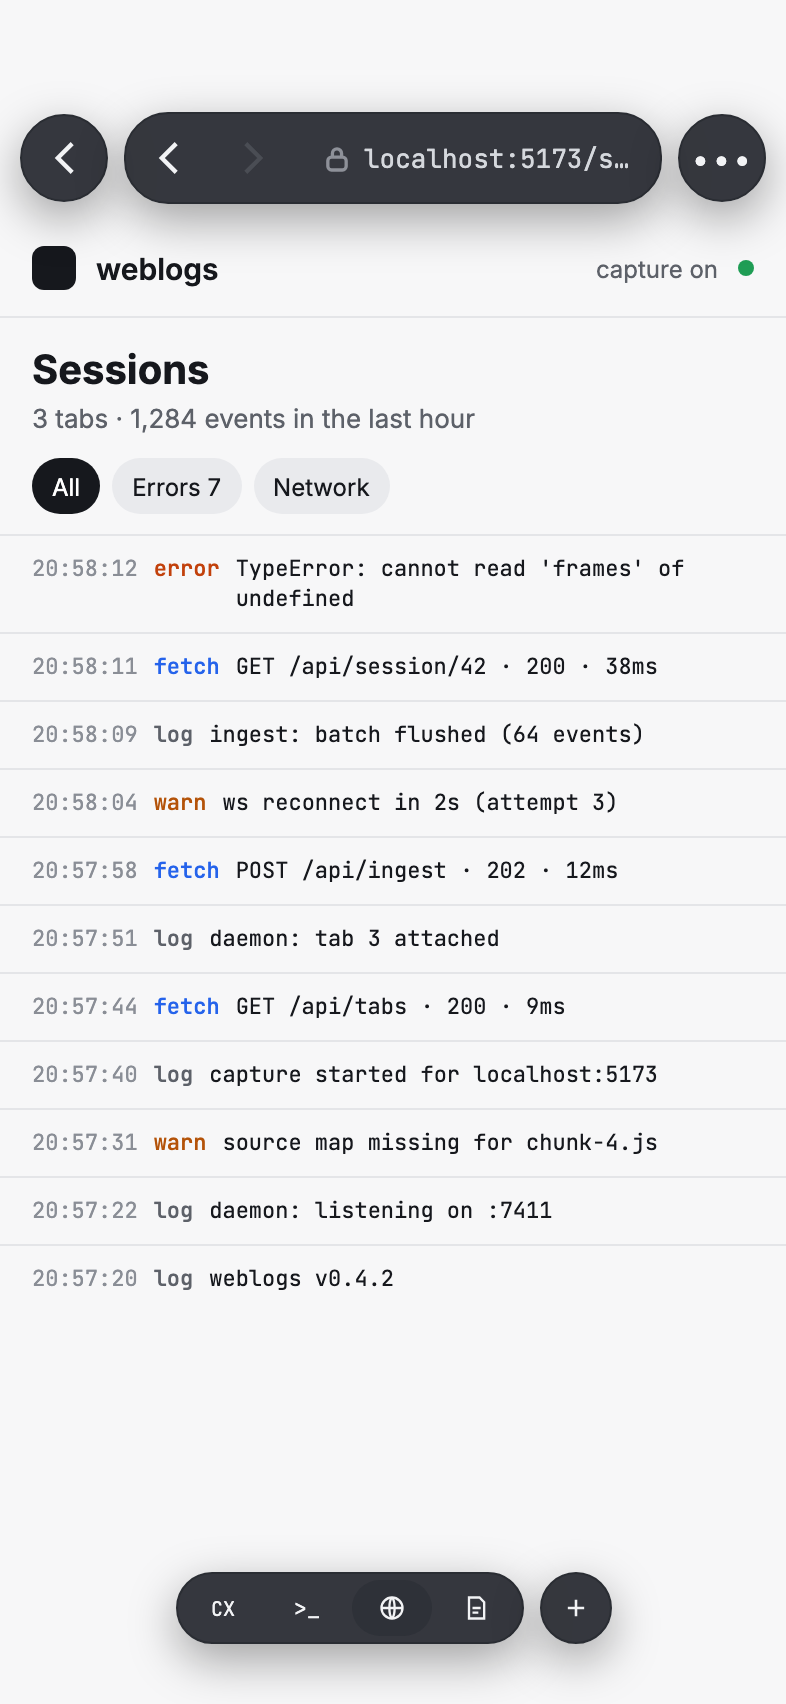 localhost:5173/s…
weblogs
capture on
Sessions
3 tabs · 1,284 events in the last hour
All
Errors 7
Network
20:58:12 error TypeError: cannot read 'frames' of
undefined
20:58:11 fetch GET /api/session/42 · 200 · 38ms
20:58:09 log ingest: batch flushed (64 events)
20:58:04 warn ws reconnect in 2s (attempt 3)
20:57:58 fetch POST /api/ingest · 202 · 12ms
20:57:51 log daemon: tab 3 attached
20:57:44 fetch GET /api/tabs · 200 · 9ms
20:57:40 log capture started for localhost:5173
20:57:31 warn source map missing for chunk-4.js
20:57:22 log daemon: listening on :7411
20:57:20 log weblogs v0.4.2
CX
>_